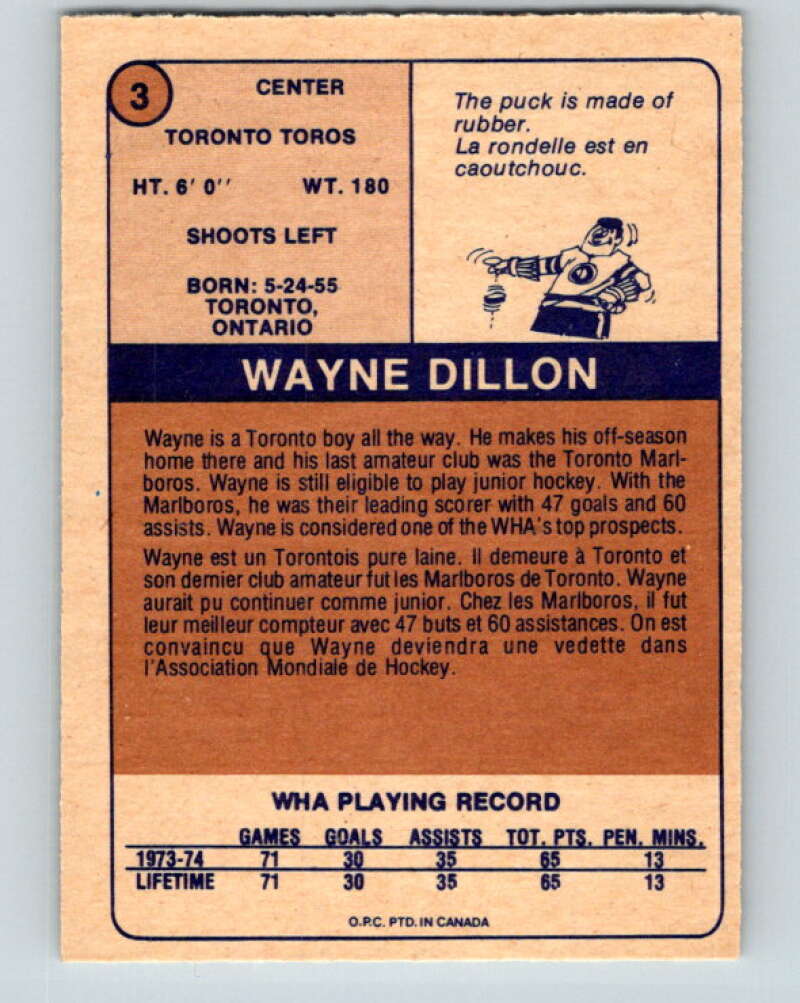 3
CENTER
TORONTO TOROS
HT. 6' 0'' WT. 180
SHOOTS LEFT
BORN: 5-24-55
TORONTO,
ONTARIO
The puck is made of
rubber.
La rondelle est en
caoutchouc.
WAYNE DILLON
Wayne is a Toronto boy all the way. He makes his off-season
home there and his last amateur club was the Toronto Marl-
boros. Wayne is still eligible to play junior hockey. With the
Marlboros, he was their leading scorer with 47 goals and 60
assists. Wayne is considered one of the WHA's top prospects.
Wayne est un Torontois pure laine. Il demeure à Toronto et
son dernier club amateur fut les Marlboros de Toronto. Wayne
aurait pu continuer comme junior. Chez les Marlboros, il fut
leur meilleur compteur avec 47 buts et 60 assistances. On est
convaincu que Wayne deviendra une vedette dans
l'Association Mondiale de Hockey.
WHA PLAYING RECORD
GAMES GOALS ASSISTS TOT. PTS. PEN. MINS.
1973-74 71 30 35 65 13
LIFETIME 71 30 35 65 13
O.P.C. PTD. IN CANADA